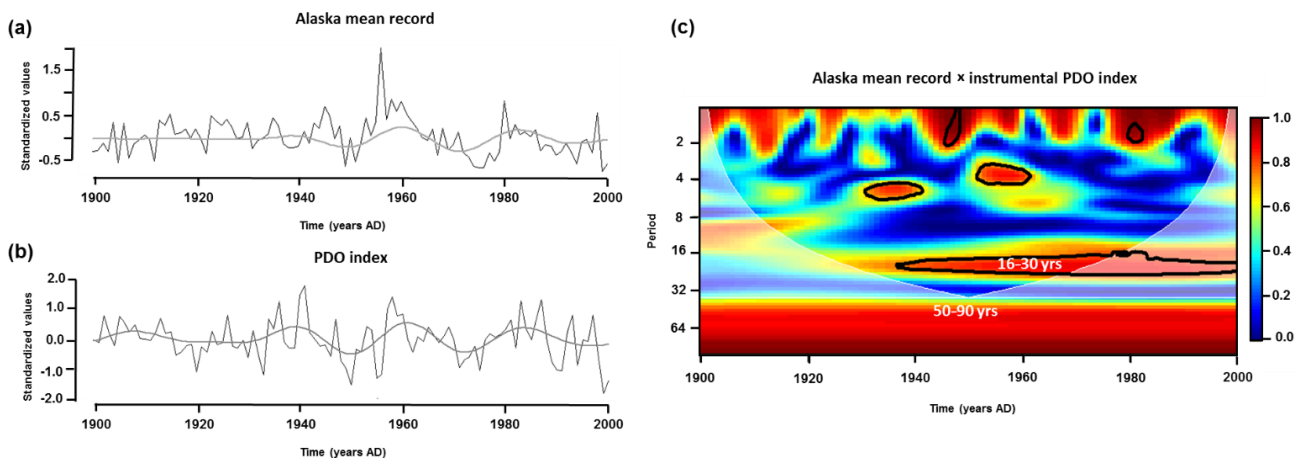 (a)
Alaska mean record
Standardized values
1.5
0.5
-0.5
1900 1920 1940 1960 1980 2000
Time (years AD)
(b)
PDO index
Standardized values
2.0
1.0
0.0
-1.0
-2.0
1900 1920 1940 1960 1980 2000
Time (years AD)
(c)
Alaska mean record × instrumental PDO index
Period
2
4
8
16
32
64
16-30 yrs
50-90 yrs
1900 1920 1940 1960 1980 2000
Time (years AD)
1.0
0.8
0.6
0.4
0.2
0.0